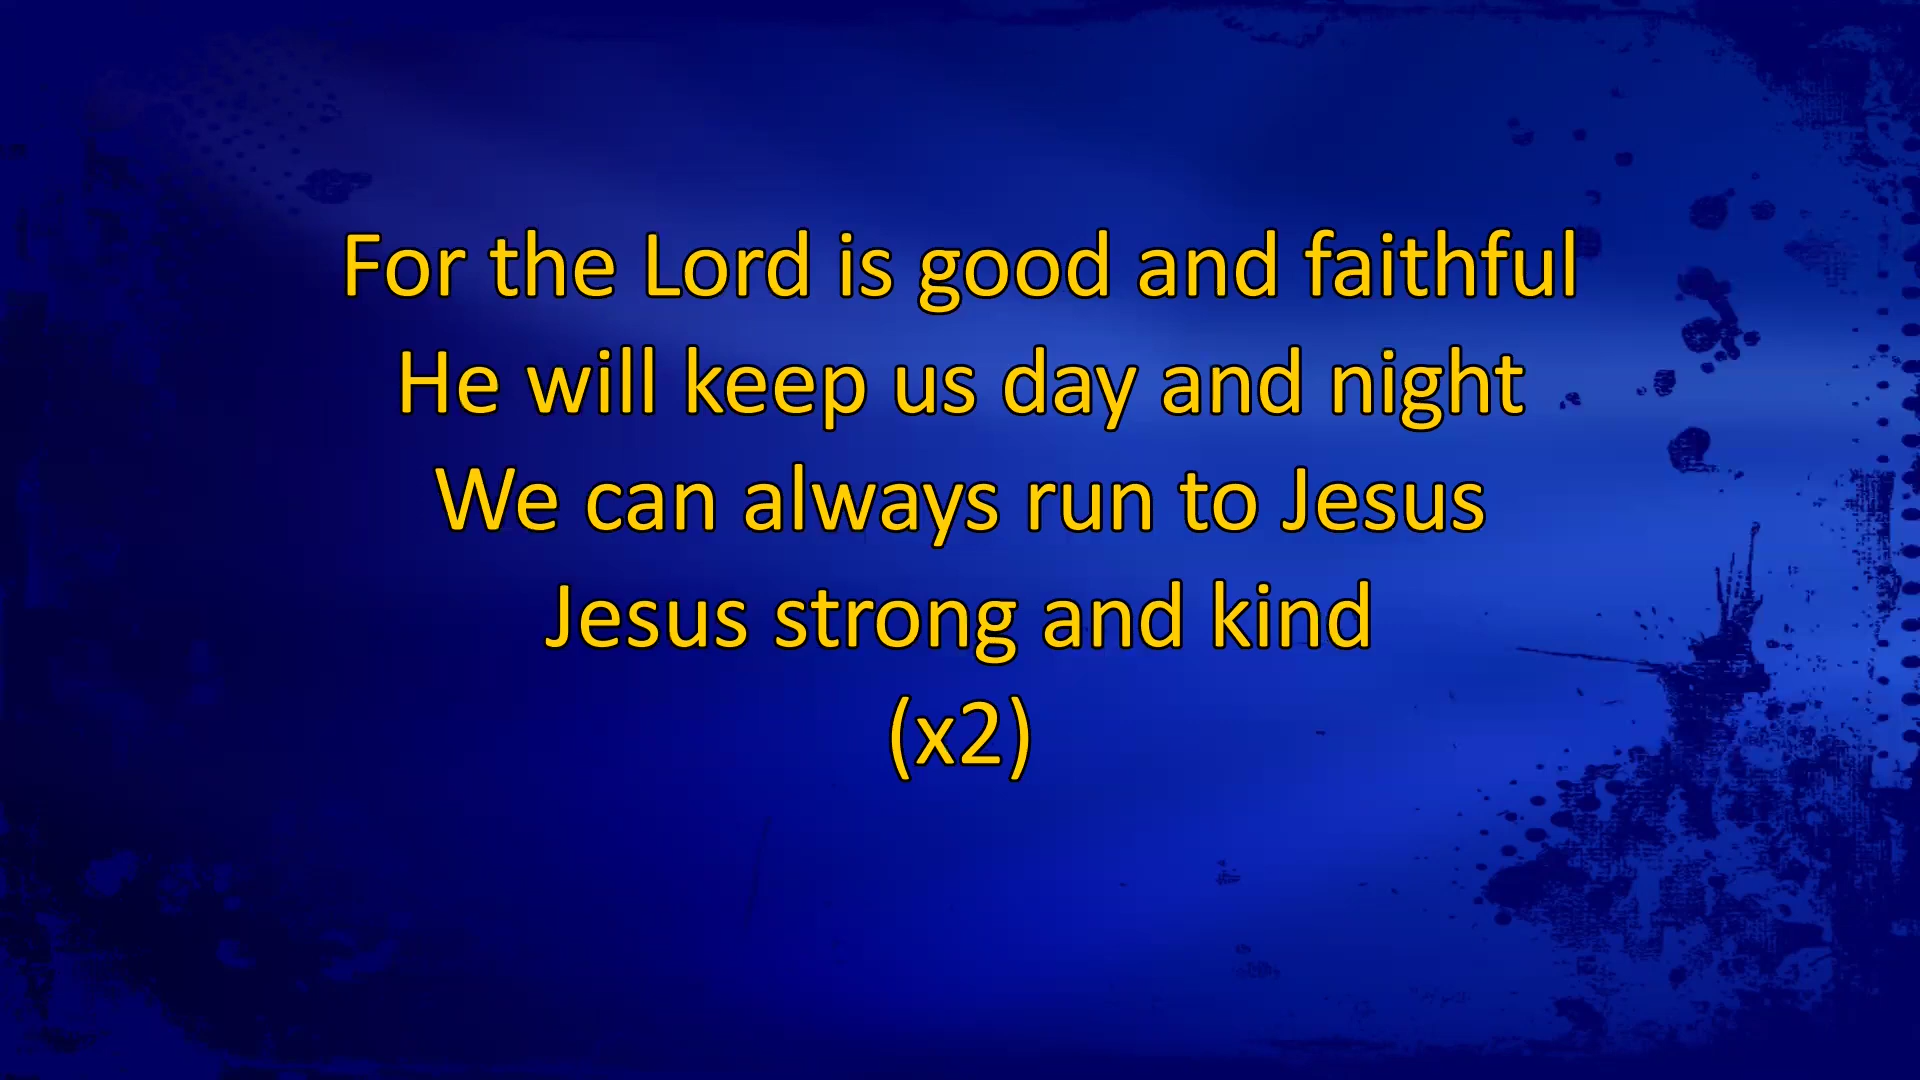 For the Lord is good and faithful
He will keep us day and night
We can always run to Jesus
Jesus strong and kind
(x2)